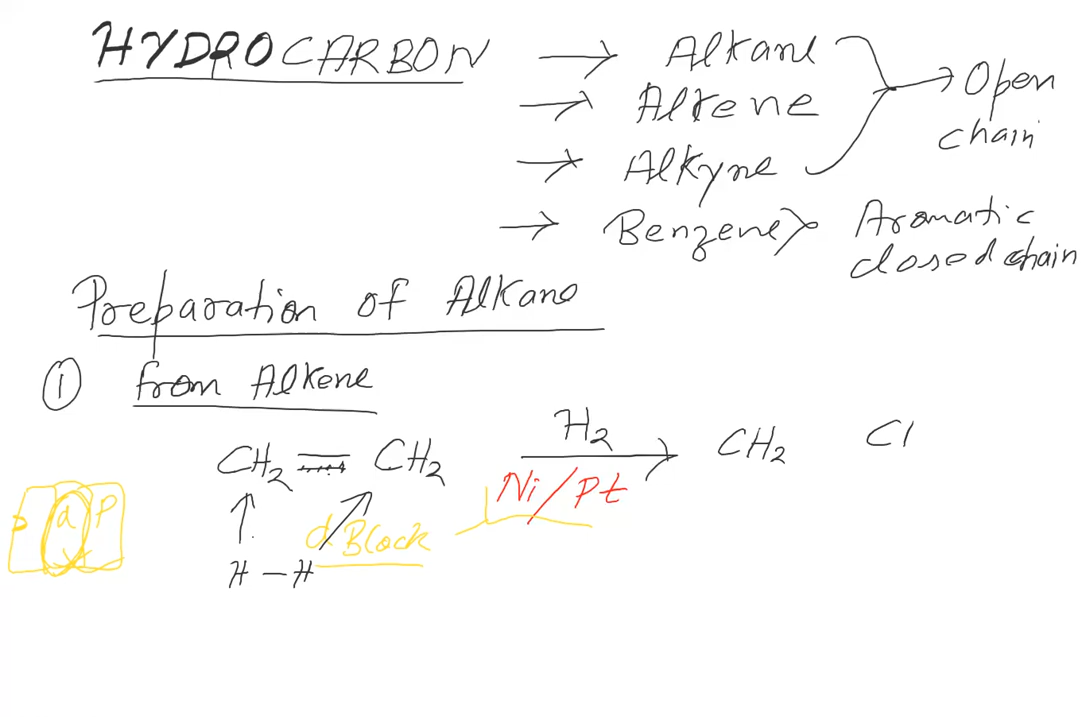 HYDROCARBON → Alkane
→ Alkene
→ Alkyne
→ Benzene
Open
chain
Aromatic
closed chain
Preparation of Alkane
① from Alkene
CH2 = CH2 H2 → CH2 Cl
Ni/Pt
d Block
H — H
P